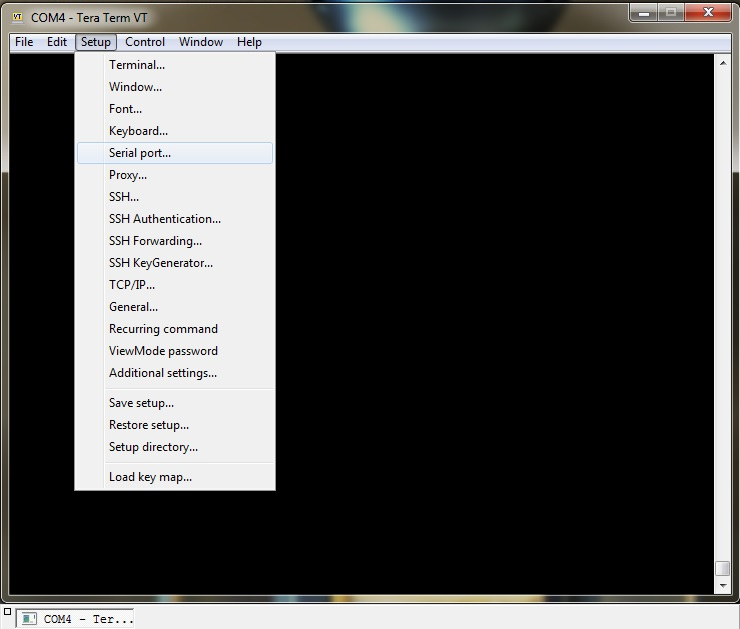 VT COM4 - Tera Term VT
File Edit Setup Control Window Help
Terminal...
Window...
Font...
Keyboard...
Serial port...
Proxy...
SSH...
SSH Authentication...
SSH Forwarding...
SSH KeyGenerator...
TCP/IP...
General...
Recurring command
ViewMode password
Additional settings...
Save setup...
Restore setup...
Setup directory...
Load key map...
COM4 - Ter...